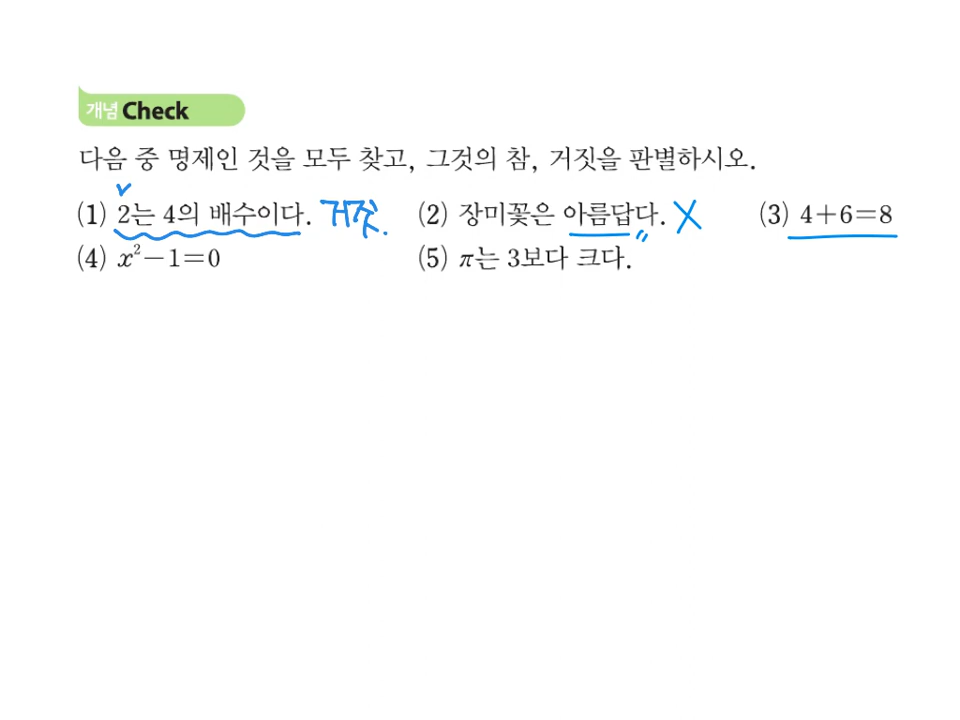 개념 Check
다음 중 명제인 것을 모두 찾고, 그것의 참, 거짓을 판별하시오.
(1) 2는 4의 배수이다. 거짓. (2) 장미꽃은 아름답다. X (3) 4+6=8
(4) x²−1=0 (5) π는 3보다 크다.